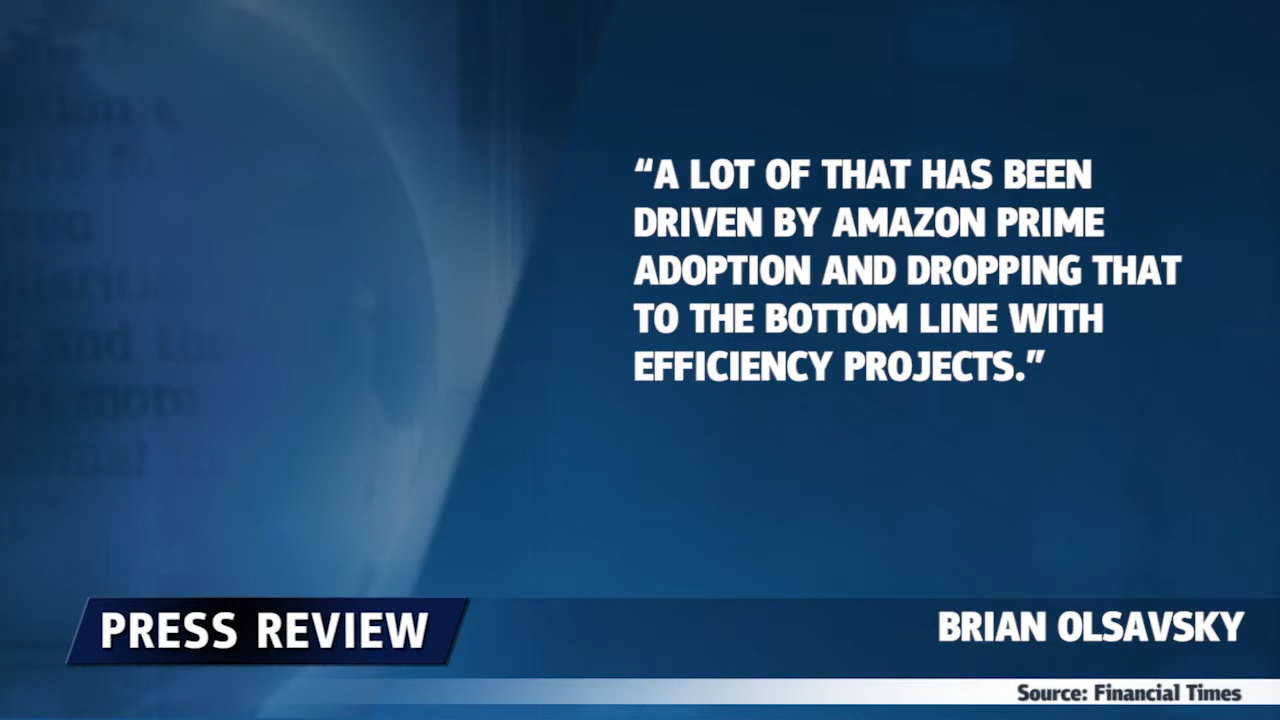 “A LOT OF THAT HAS BEEN
DRIVEN BY AMAZON PRIME
ADOPTION AND DROPPING THAT
TO THE BOTTOM LINE WITH
EFFICIENCY PROJECTS.”
PRESS REVIEW
BRIAN OLSAVSKY
Source: Financial Times